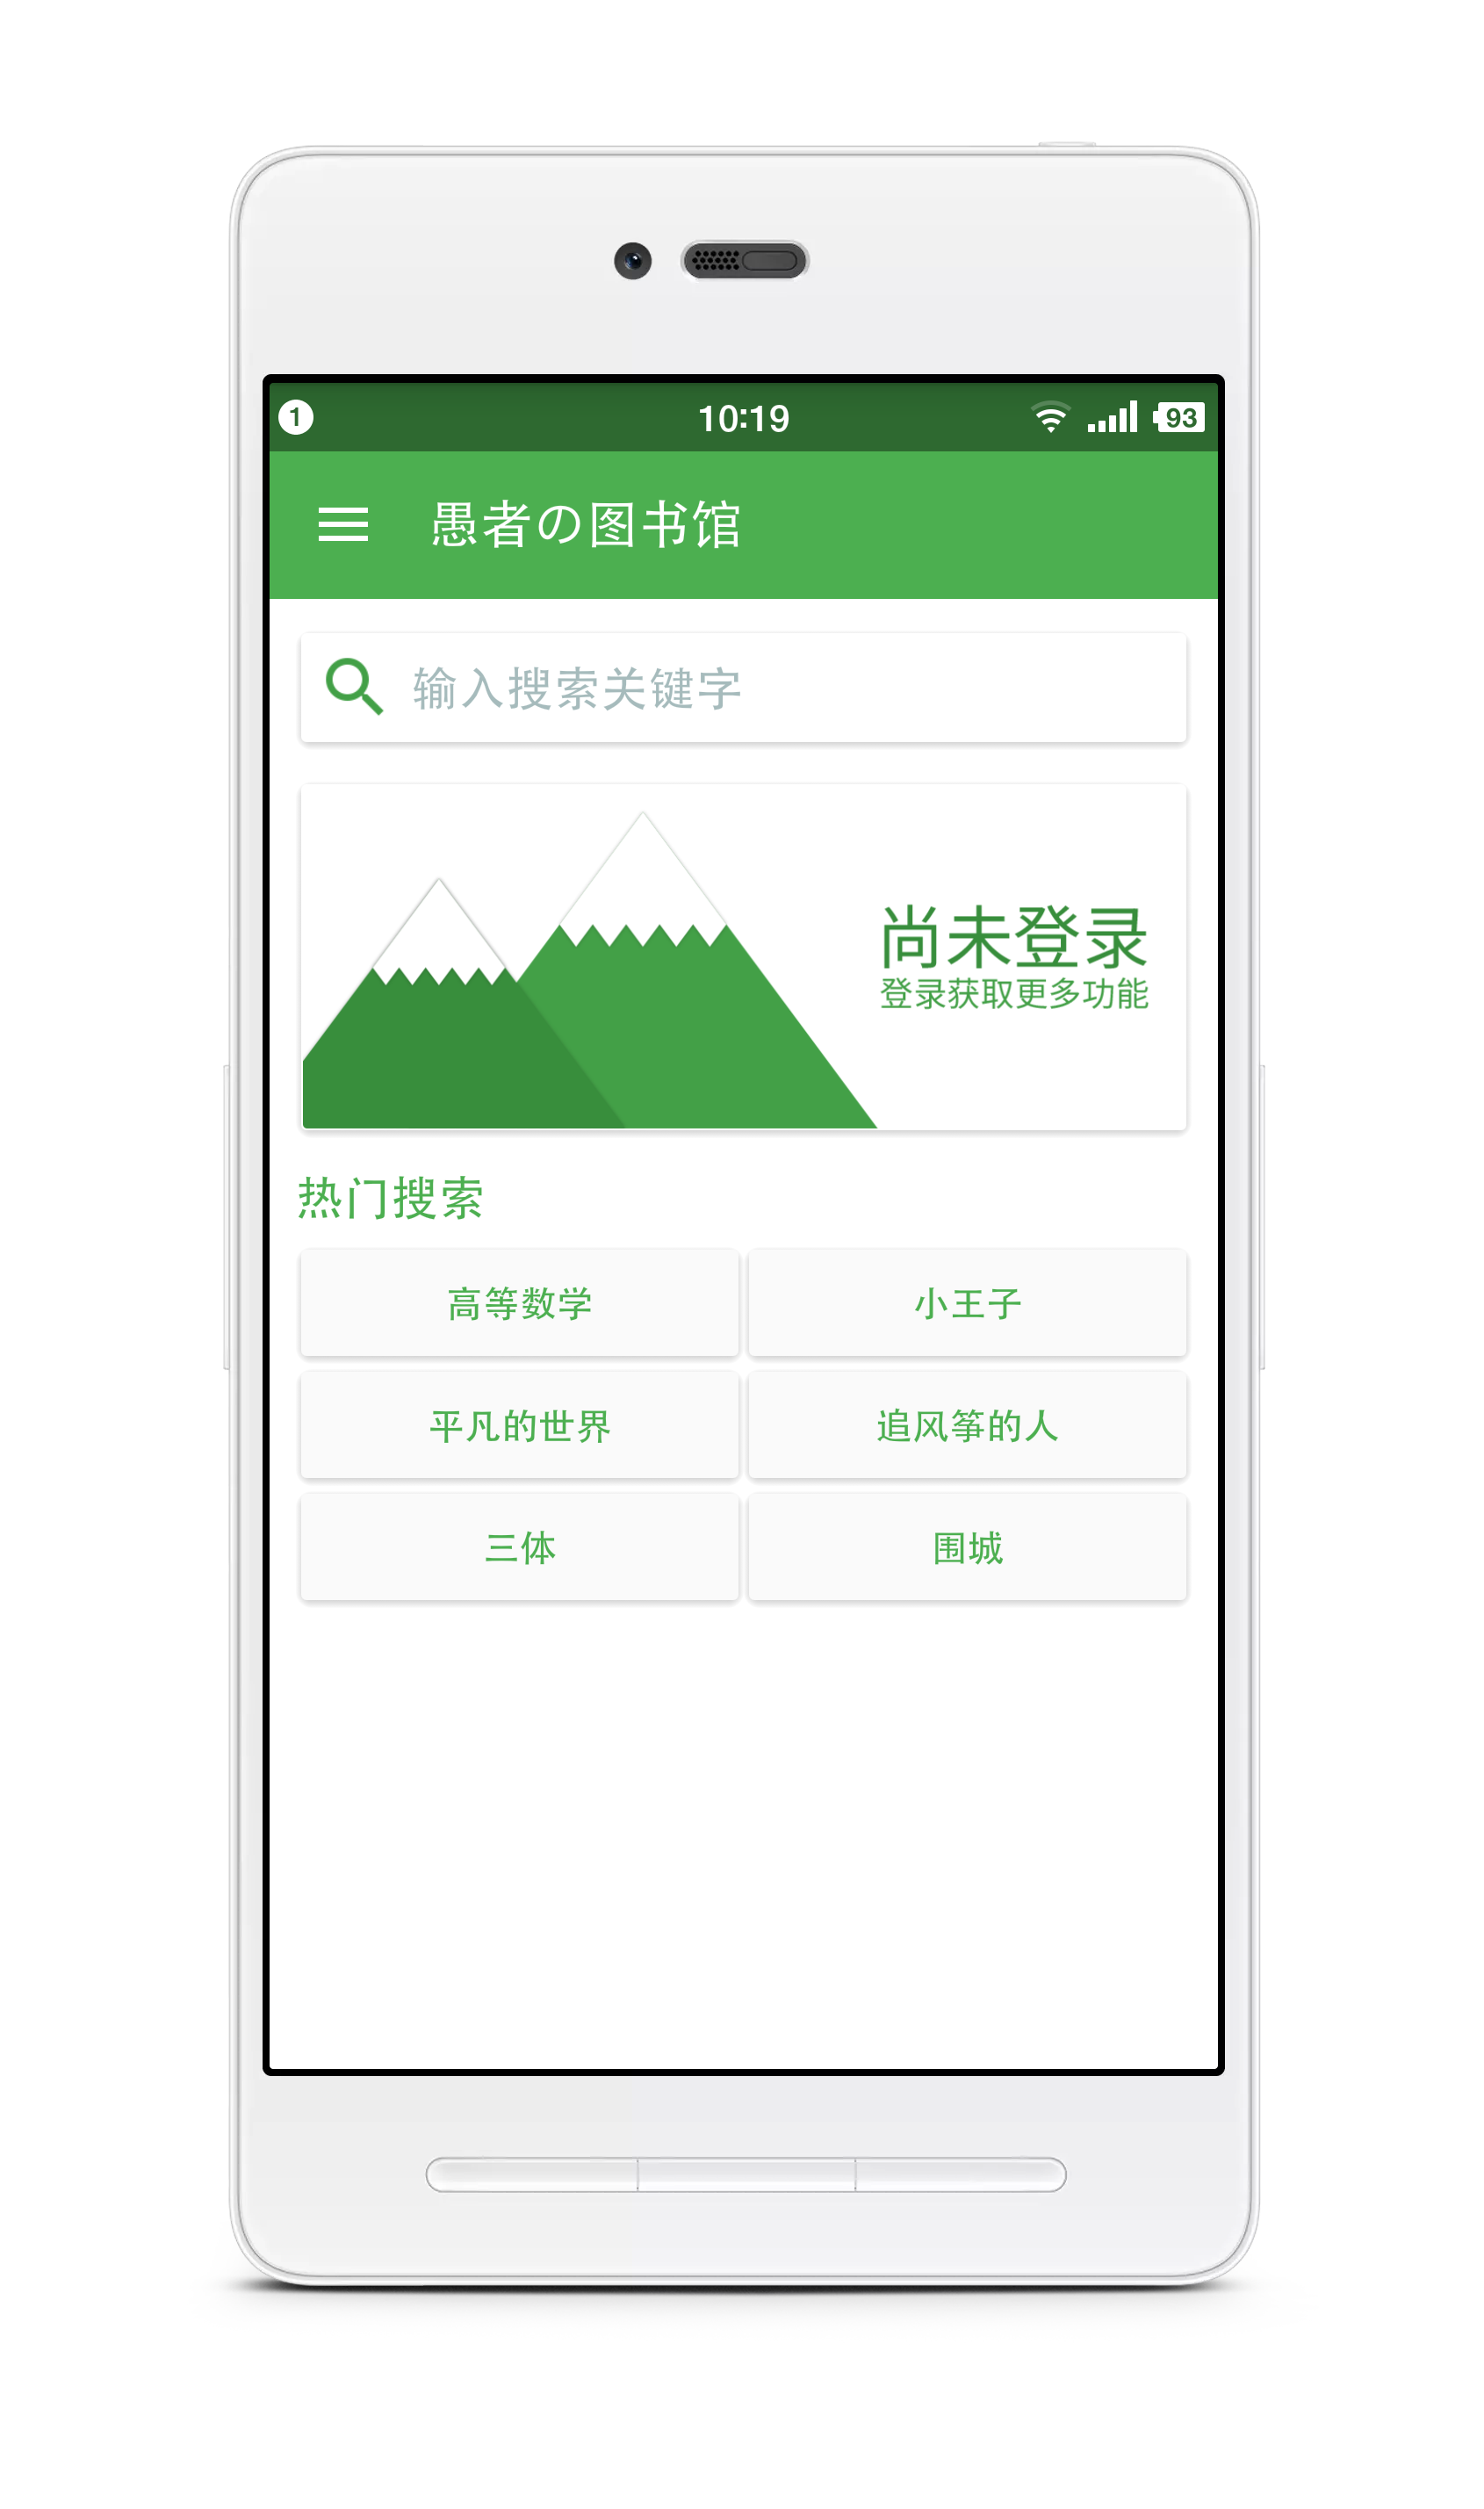 1 10:19 93
愚者の图书馆
输入搜索关键字
尚未登录
登录获取更多功能
热门搜索
高等数学 小王子
平凡的世界 追风筝的人
三体 围城